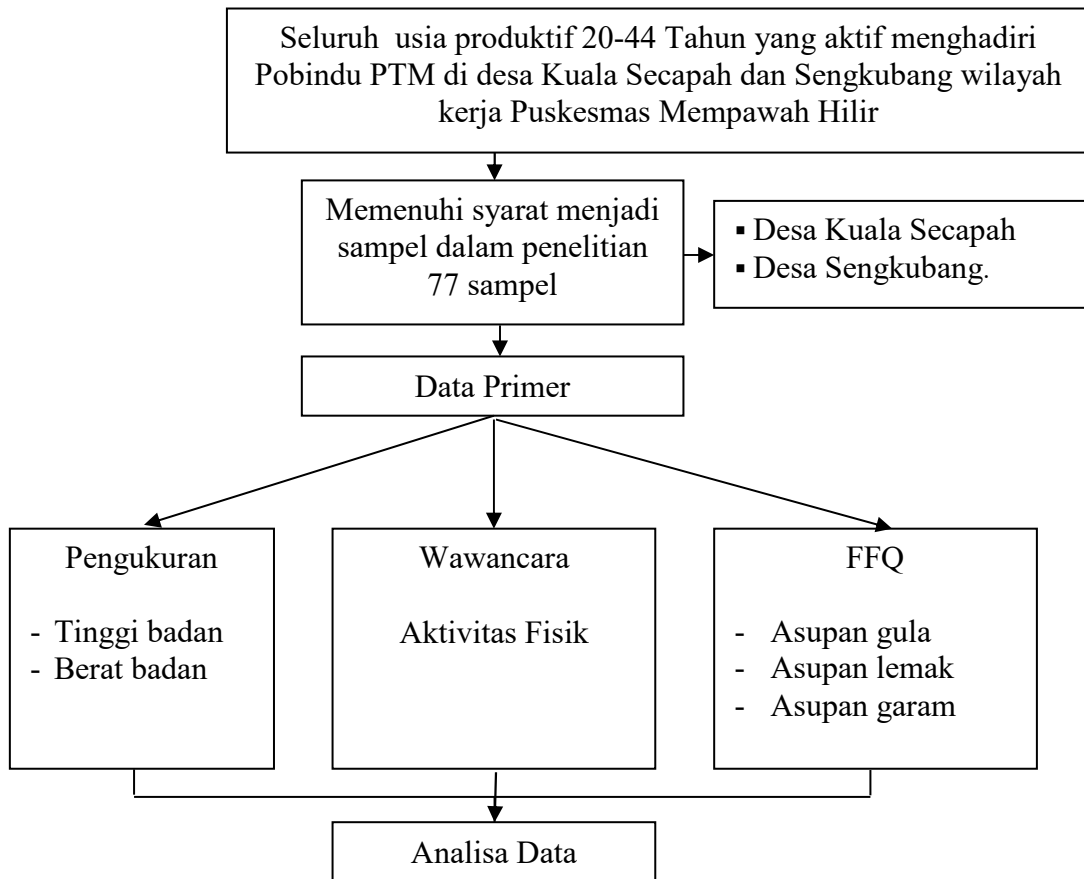 Seluruh usia produktif 20-44 Tahun yang aktif menghadiri
Pobindu PTM di desa Kuala Secapah dan Sengkubang wilayah
kerja Puskesmas Mempawah Hilir
Memenuhi syarat menjadi
sampel dalam penelitian
77 sampel
▪ Desa Kuala Secapah
▪ Desa Sengkubang.
Data Primer
Pengukuran
- Tinggi badan
- Berat badan
Wawancara
Aktivitas Fisik
FFQ
- Asupan gula
- Asupan lemak
- Asupan garam
Analisa Data